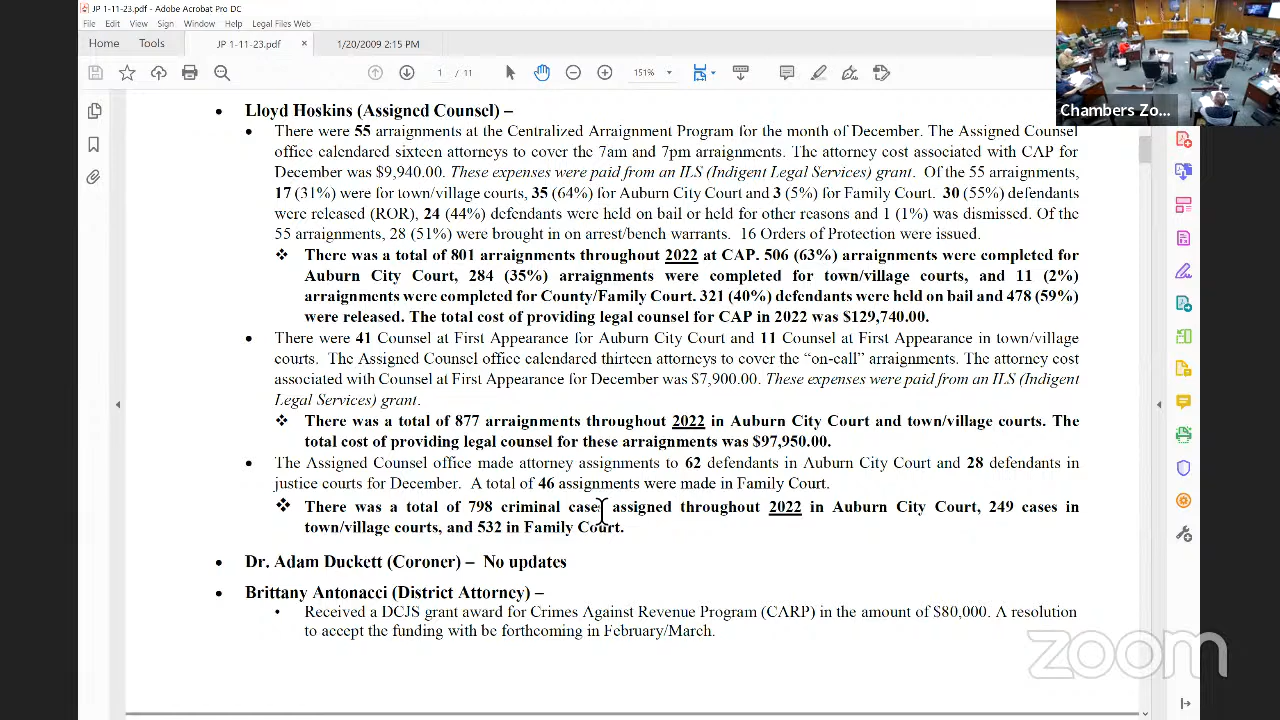 JP 1-11-23.pdf - Adobe Acrobat Pro DC
File Edit View Sign Window Help Legal Files Web
Home Tools JP 1-11-23.pdf × 1/20/2009 2:15 PM
/ 11 151%
Chambers Zo...
• Lloyd Hoskins (Assigned Counsel) –
• There were 55 arraignments at the Centralized Arraignment Program for the month of December. The Assigned Counsel
office calendared sixteen attorneys to cover the 7am and 7pm arraignments. The attorney cost associated with CAP for
December was $9,940.00. These expenses were paid from an ILS (Indigent Legal Services) grant. Of the 55 arraignments,
17 (31%) were for town/village courts, 35 (64%) for Auburn City Court and 3 (5%) for Family Court. 30 (55%) defendants
were released (ROR), 24 (44%) defendants were held on bail or held for other reasons and 1 (1%) was dismissed. Of the
55 arraignments, 28 (51%) were brought in on arrest/bench warrants. 16 Orders of Protection were issued.
❖ There was a total of 801 arraignments throughout 2022 at CAP. 506 (63%) arraignments were completed for
Auburn City Court, 284 (35%) arraignments were completed for town/village courts, and 11 (2%)
arraignments were completed for County/Family Court. 321 (40%) defendants were held on bail and 478 (59%)
were released. The total cost of providing legal counsel for CAP in 2022 was $129,740.00.
• There were 41 Counsel at First Appearance for Auburn City Court and 11 Counsel at First Appearance in town/village
courts. The Assigned Counsel office calendared thirteen attorneys to cover the “on-call” arraignments. The attorney cost
associated with Counsel at First Appearance for December was $7,900.00. These expenses were paid from an ILS (Indigent
Legal Services) grant.
❖ There was a total of 877 arraignments throughout 2022 in Auburn City Court and town/village courts. The
total cost of providing legal counsel for these arraignments was $97,950.00.
• The Assigned Counsel office made attorney assignments to 62 defendants in Auburn City Court and 28 defendants in
justice courts for December. A total of 46 assignments were made in Family Court.
❖ There was a total of 798 criminal cases assigned throughout 2022 in Auburn City Court, 249 cases in
town/village courts, and 532 in Family Court.
• Dr. Adam Duckett (Coroner) – No updates
• Brittany Antonacci (District Attorney) –
• Received a DCJS grant award for Crimes Against Revenue Program (CARP) in the amount of $80,000. A resolution
to accept the funding with be forthcoming in February/March.
zoom